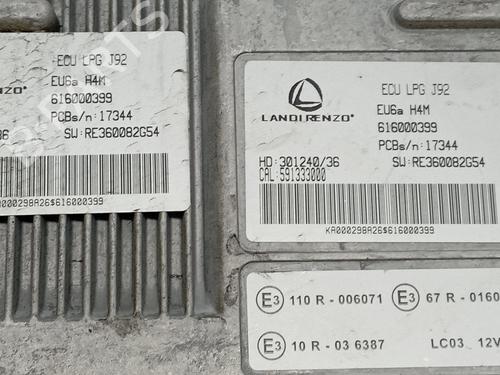 ECU LPG J92
EU6a H4M
616000399
PCBs/n:17344
SW:RE360082G54
KA000298A26$616000399
LANDIRENZO®
ECU LPG J92
EU6a H4M
616000399
PCBs/n:17344
HD:301240/36
SW:RE360082G54
CAL:591333000
KA000298A26$616000399
E3 110 R - 006071
E3 67 R - 0160
E3 10 R - 03 6387
LC03 12V